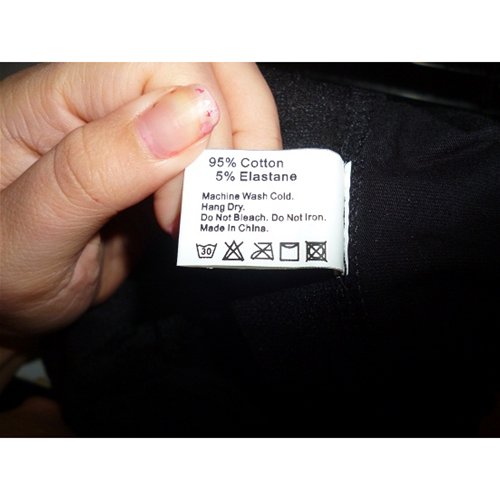 95% Cotton
5% Elastane
Machine Wash Cold.
Hang Dry.
Do Not Bleach. Do Not Iron.
Made in China.
30